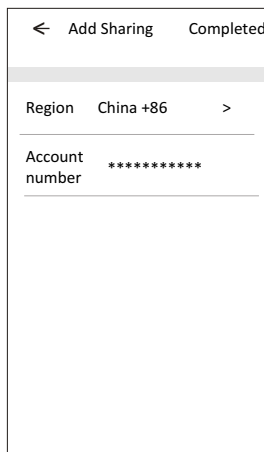 Add Sharing Completed
Region China +86 >
Account
number ***********